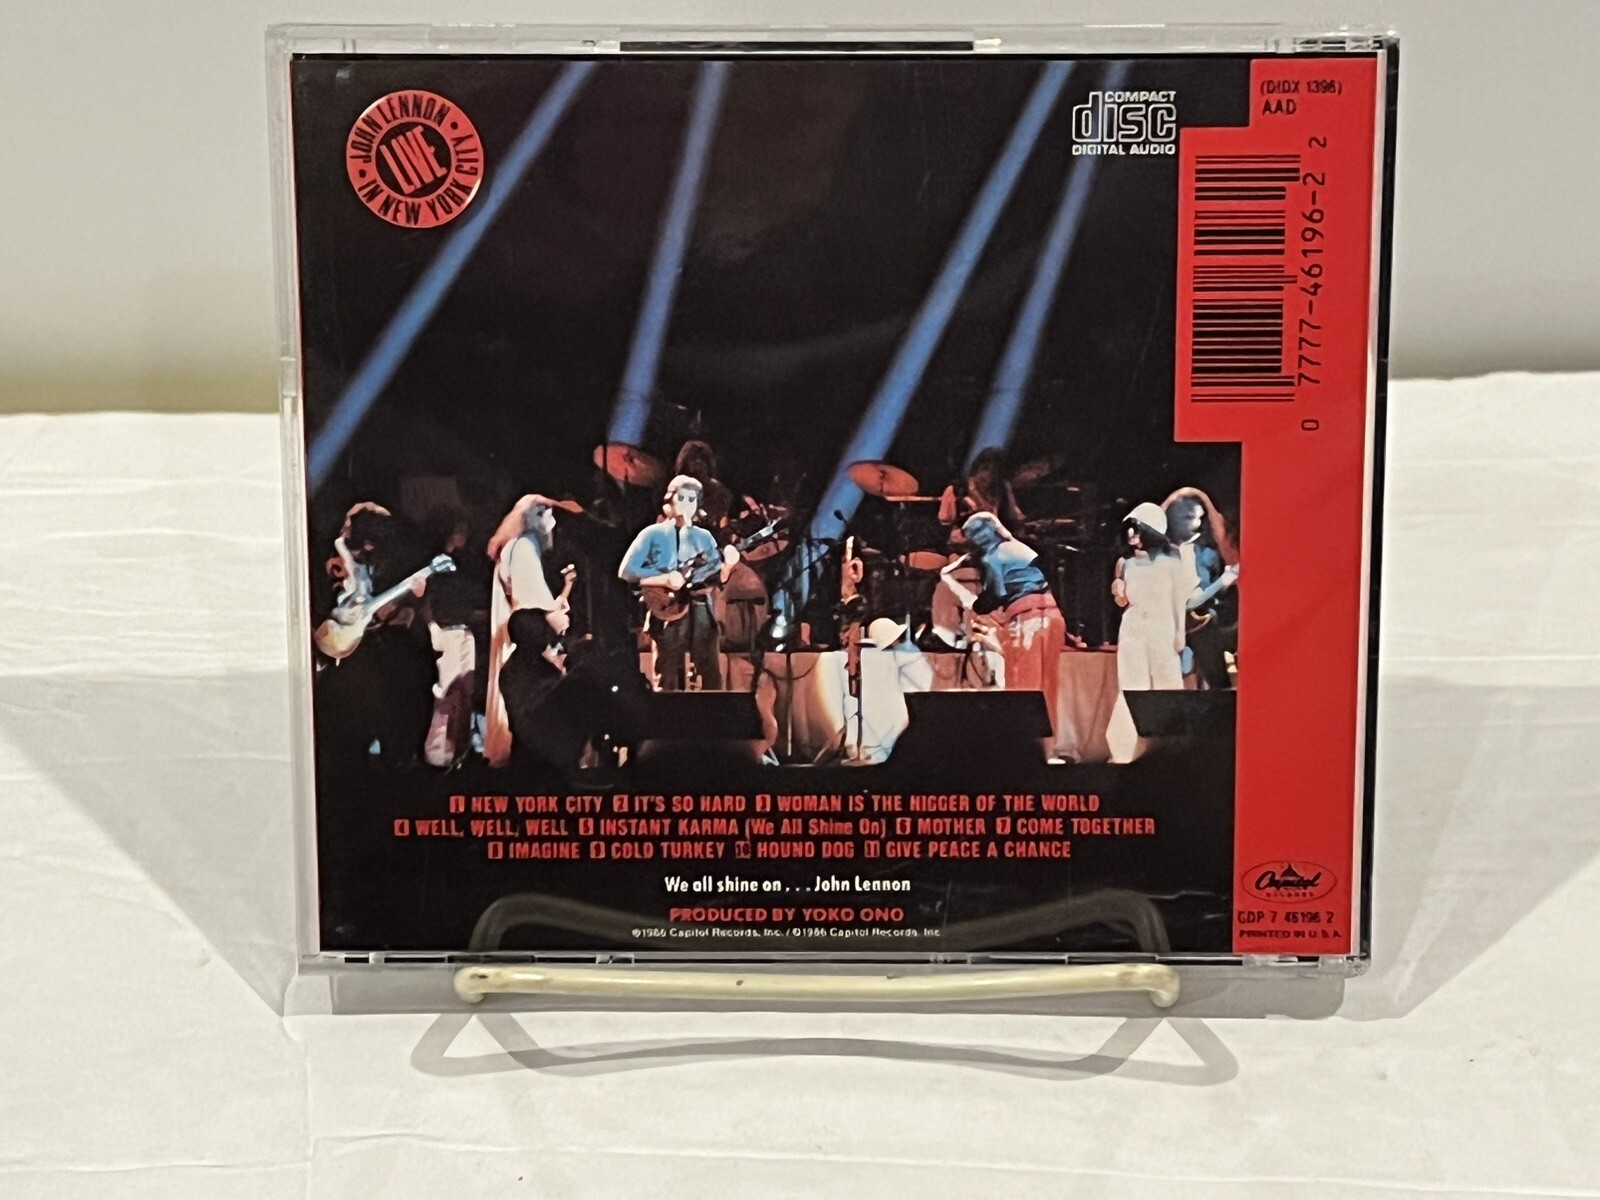 JOHN LENNON • LIVE • IN NEW YORK CITY
COMPACT
disc
DIGITAL AUDIO
(DIDX 1396)
AAD
0 7777-46196-2 2
1 NEW YORK CITY 2 IT'S SO HARD 3 WOMAN IS THE NIGGER OF THE WORLD
4 WELL, WELL, WELL 5 INSTANT KARMA (We All Shine On) 6 MOTHER 7 COME TOGETHER
8 IMAGINE 9 COLD TURKEY 10 HOUND DOG 11 GIVE PEACE A CHANCE
We all shine on . . . John Lennon
PRODUCED BY YOKO ONO
℗1986 Capitol Records, Inc. / ©1986 Capitol Records, Inc.
Capitol
RECORDS
CDP 7 46196 2
PRINTED IN U.S.A.